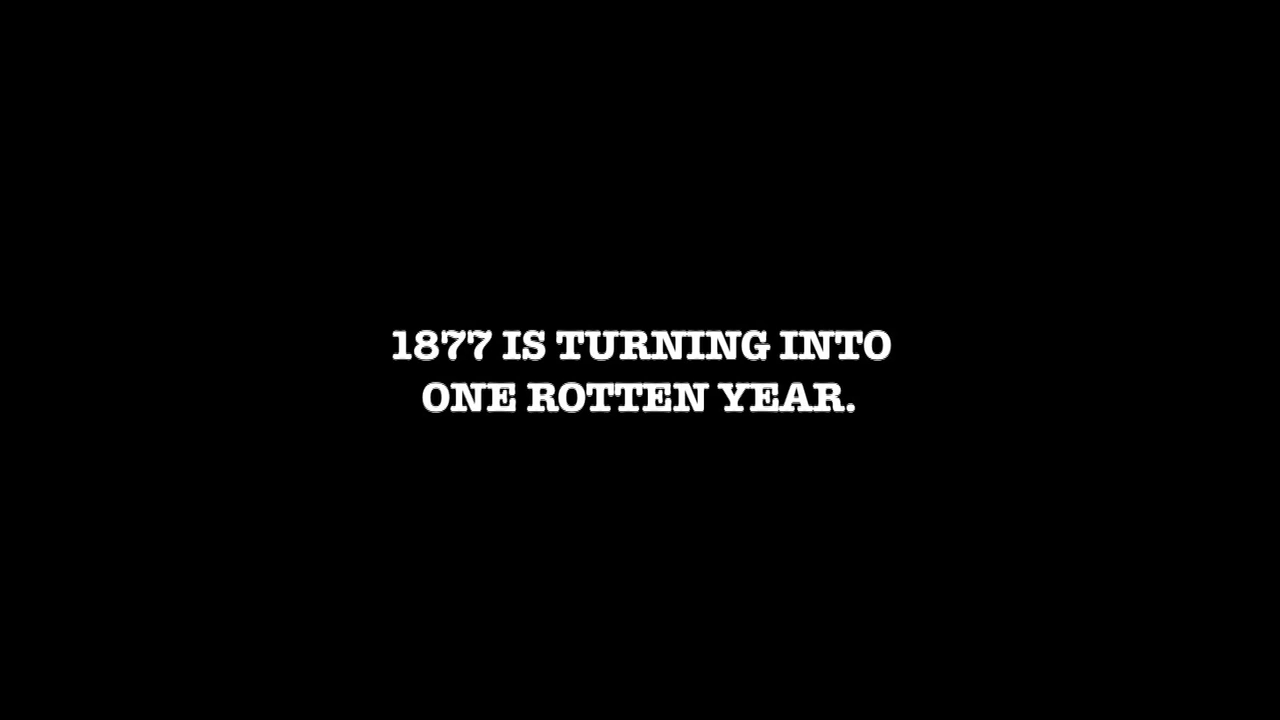 1877 IS TURNING INTO
ONE ROTTEN YEAR.